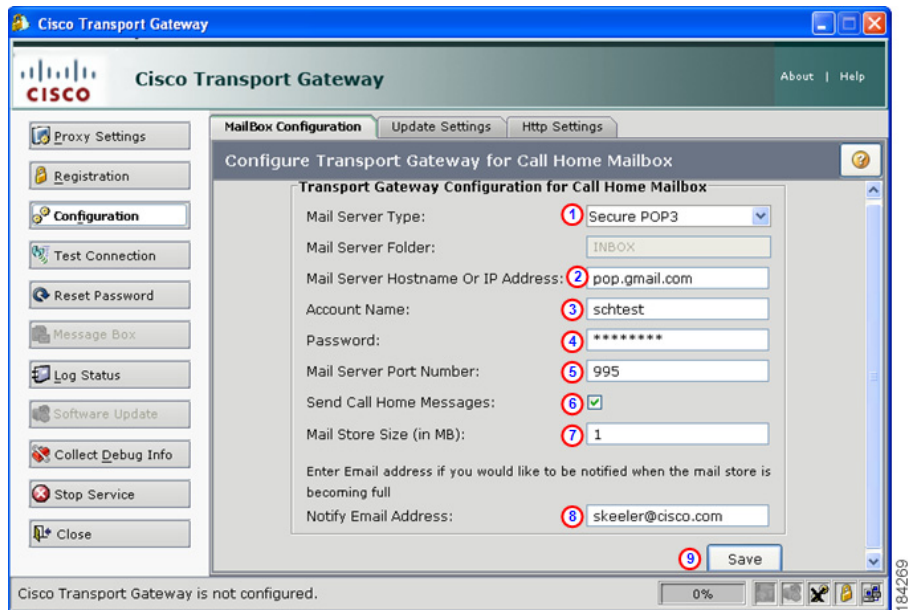 Cisco Transport Gateway
CISCO
Cisco Transport Gateway
About | Help
Proxy Settings
Registration
Configuration
Test Connection
Reset Password
Message Box
Log Status
Software Update
Collect Debug Info
Stop Service
Close
MailBox Configuration Update Settings Http Settings
Configure Transport Gateway for Call Home Mailbox
Transport Gateway Configuration for Call Home Mailbox
Mail Server Type: 1 Secure POP3
Mail Server Folder: INBOX
Mail Server Hostname Or IP Address: 2 pop.gmail.com
Account Name: 3 schtest
Password: 4 ********
Mail Server Port Number: 5 995
Send Call Home Messages: 6
Mail Store Size (in MB): 7 1
Enter Email address if you would like to be notified when the mail store is
becoming full
Notify Email Address: 8 skeeler@cisco.com
9 Save
Cisco Transport Gateway is not configured.
0%
184269